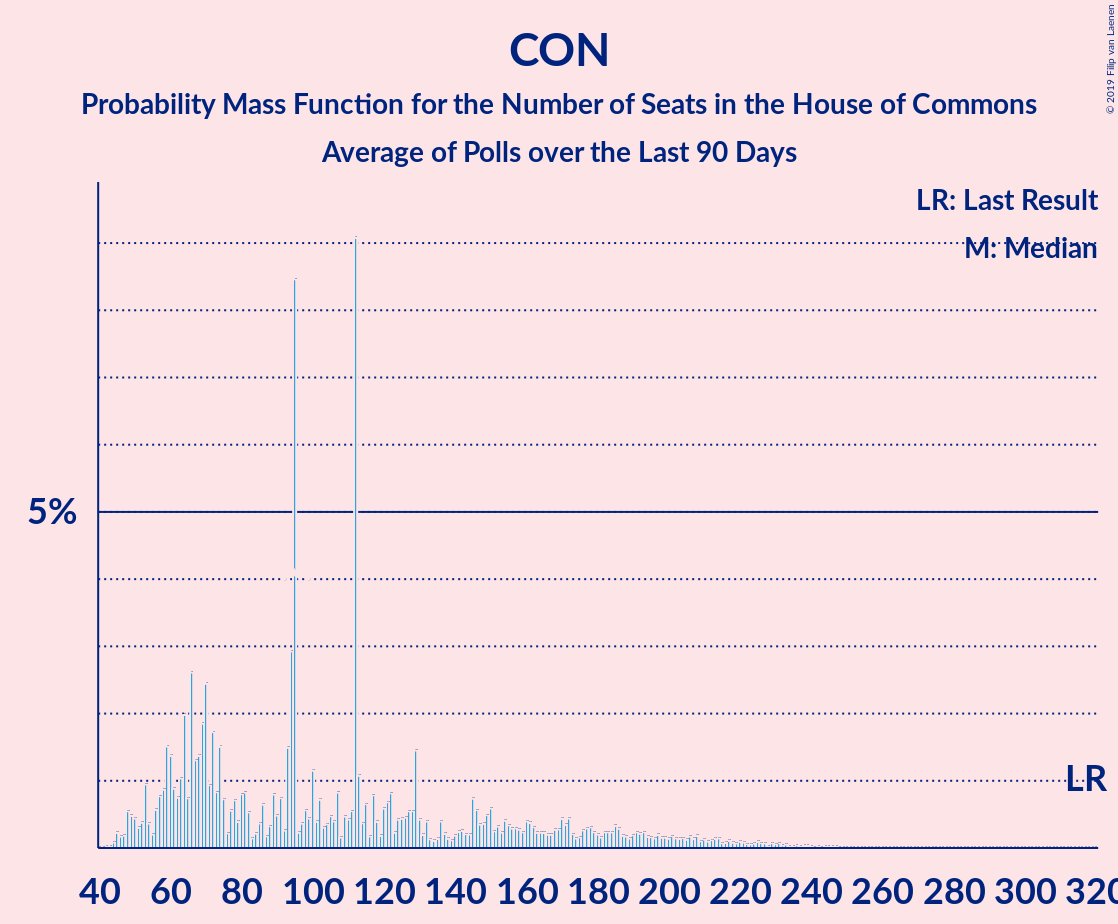 CON
Probability Mass Function for the Number of Seats in the House of Commons
Average of Polls over the Last 90 Days
© 2019 Filip van Laenen
LR: Last Result
M: Median
5%
LR
40 60 80 100 120 140 160 180 200 220 240 260 280 300 320